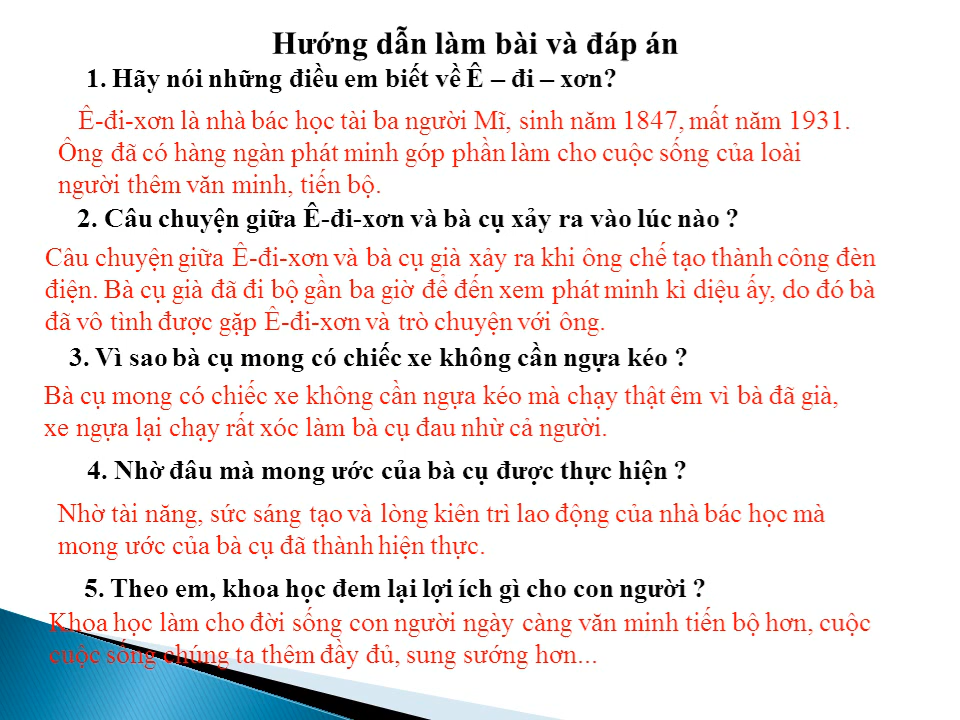 Hướng dẫn làm bài và đáp án
1. Hãy nói những điều em biết về Ê – đi – xơn?
Ê-đi-xơn là nhà bác học tài ba người Mĩ, sinh năm 1847, mất năm 1931.
Ông đã có hàng ngàn phát minh góp phần làm cho cuộc sống của loài
người thêm văn minh, tiến bộ.
2. Câu chuyện giữa Ê-đi-xơn và bà cụ xảy ra vào lúc nào ?
Câu chuyện giữa Ê-đi-xơn và bà cụ già xảy ra khi ông chế tạo thành công đèn
điện. Bà cụ già đã đi bộ gần ba giờ để đến xem phát minh kì diệu ấy, do đó bà
đã vô tình được gặp Ê-đi-xơn và trò chuyện với ông.
3. Vì sao bà cụ mong có chiếc xe không cần ngựa kéo ?
Bà cụ mong có chiếc xe không cần ngựa kéo mà chạy thật êm vì bà đã già,
xe ngựa lại chạy rất xóc làm bà cụ đau nhừ cả người.
4. Nhờ đâu mà mong ước của bà cụ được thực hiện ?
Nhờ tài năng, sức sáng tạo và lòng kiên trì lao động của nhà bác học mà
mong ước của bà cụ đã thành hiện thực.
5. Theo em, khoa học đem lại lợi ích gì cho con người ?
Khoa học làm cho đời sống con người ngày càng văn minh tiến bộ hơn, cuộc
cuộc sống chúng ta thêm đầy đủ, sung sướng hơn...